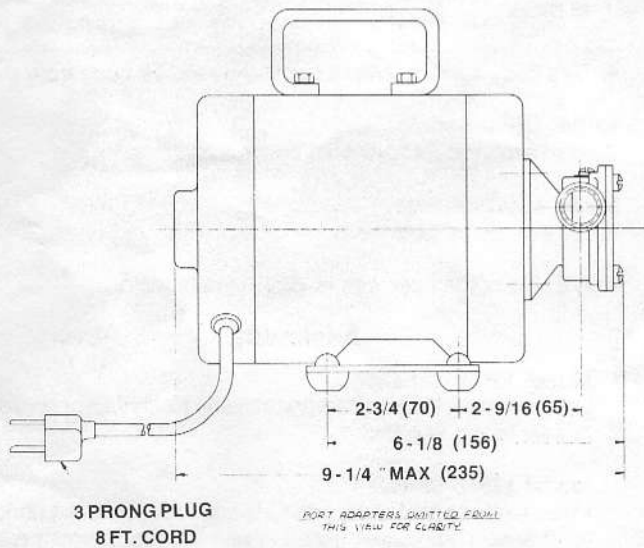 2-3/4 (70) 2-9/16 (65)
6-1/8 (156)
9-1/4" MAX (235)
3 PRONG PLUG
8 FT. CORD
PORT ADAPTERS OMITTED FROM
THIS VIEW FOR CLARITY